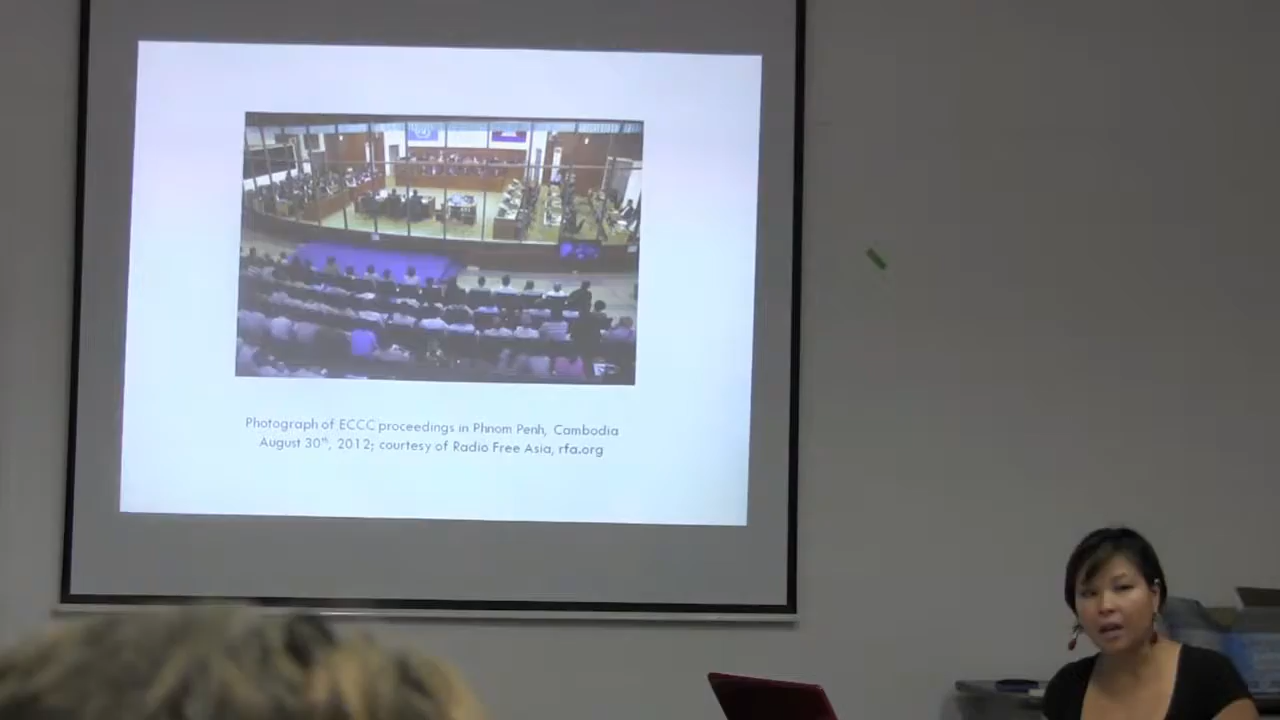 Photograph of ECCC proceedings in Phnom Penh, Cambodia
August 30th, 2012; courtesy of Radio Free Asia, rfa.org